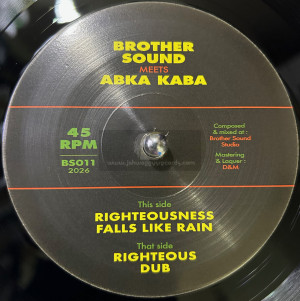 BROTHER
SOUND
MEETS
ABKA KABA
45
RPM
BS011
2026
Composed
& mixed at :
Brother Sound
Studio
Mastering
& Laquer :
D&M.
This side
RIGHTEOUSNESS
FALLS LIKE RAIN
That side
RIGHTEOUS
DUB